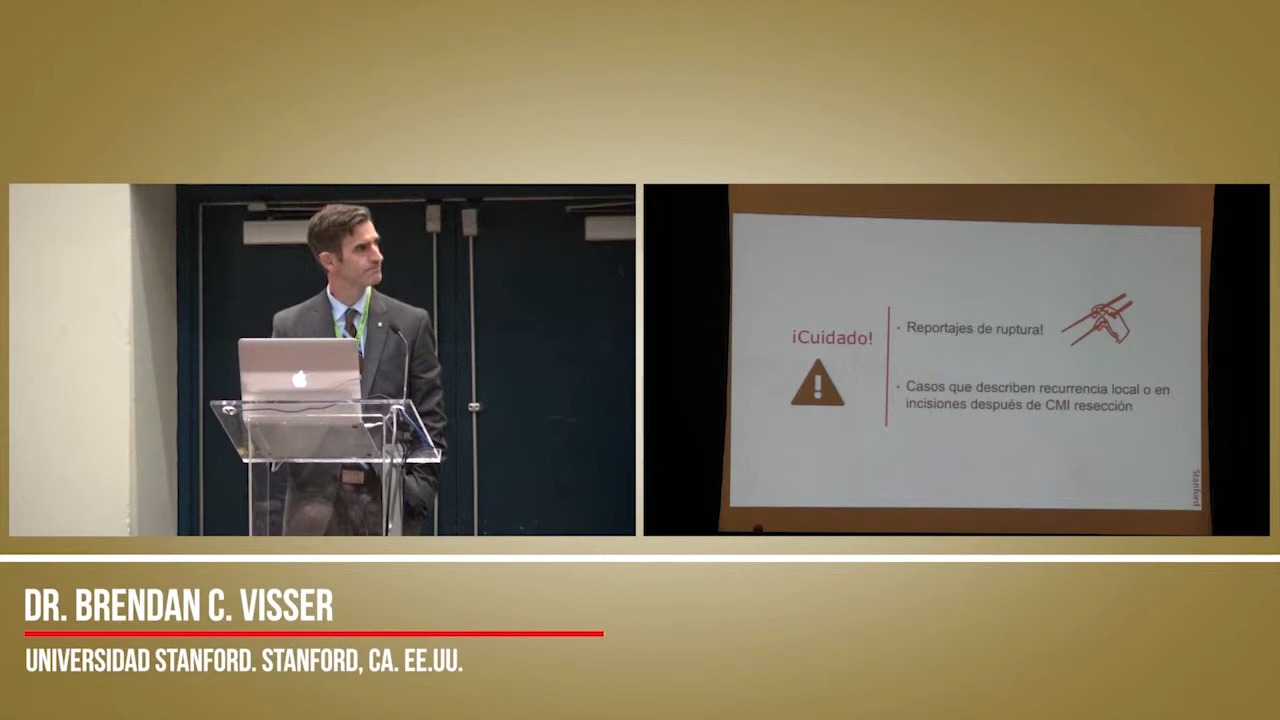 ¡Cuidado!
• Reportajes de ruptura!
• Casos que describen recurrencia local o en
incisiones después de CMI resección
Stanford
DR. BRENDAN C. VISSER
UNIVERSIDAD STANFORD. STANFORD, CA. EE.UU.